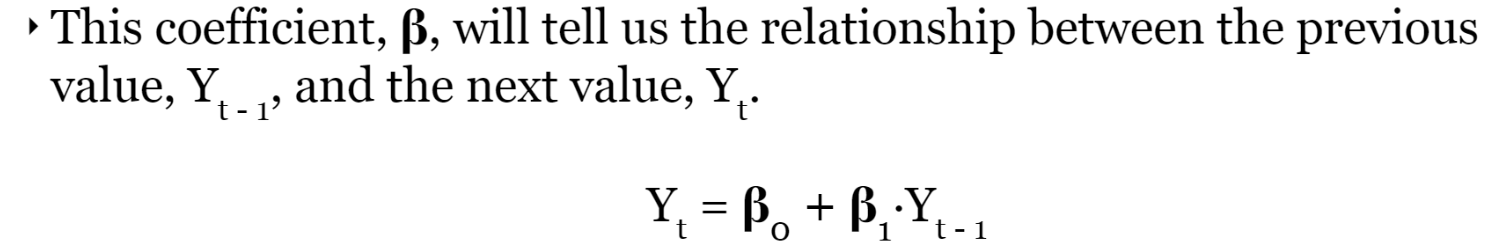 ‣ This coefficient, β, will tell us the relationship between the previous
value, Yₜ ₋ ₁, and the next value, Yₜ.
Yₜ = β₀ + β₁·Yₜ ₋ ₁